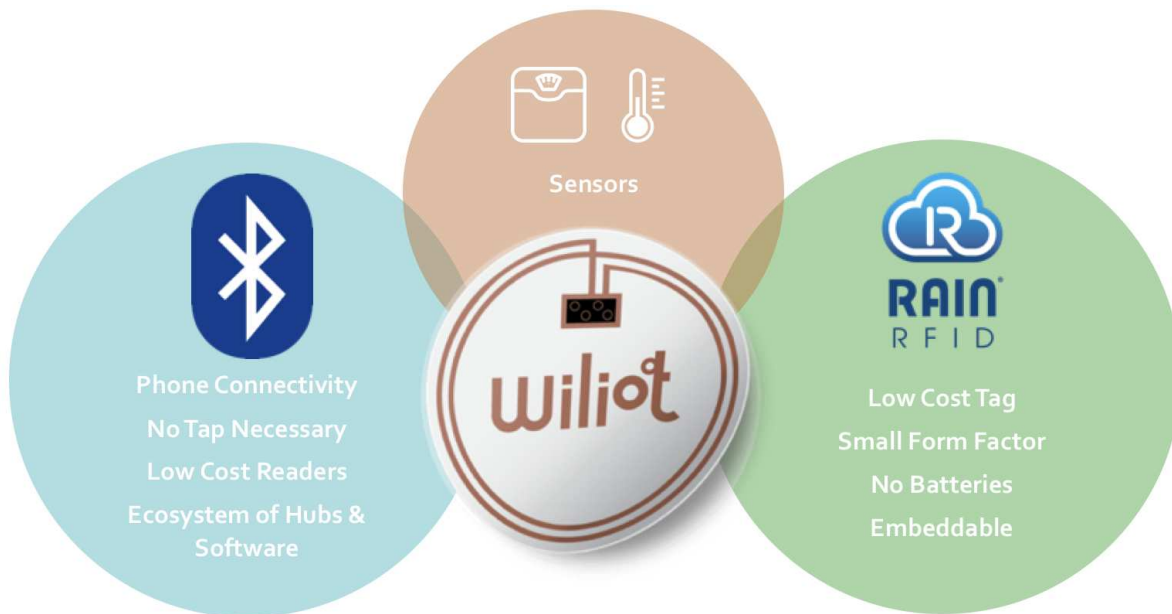 Sensors
Phone Connectivity
No Tap Necessary
Low Cost Readers
Ecosystem of Hubs &
Software
wiliot
R
RAIN®
RFID
Low Cost Tag
Small Form Factor
No Batteries
Embeddable